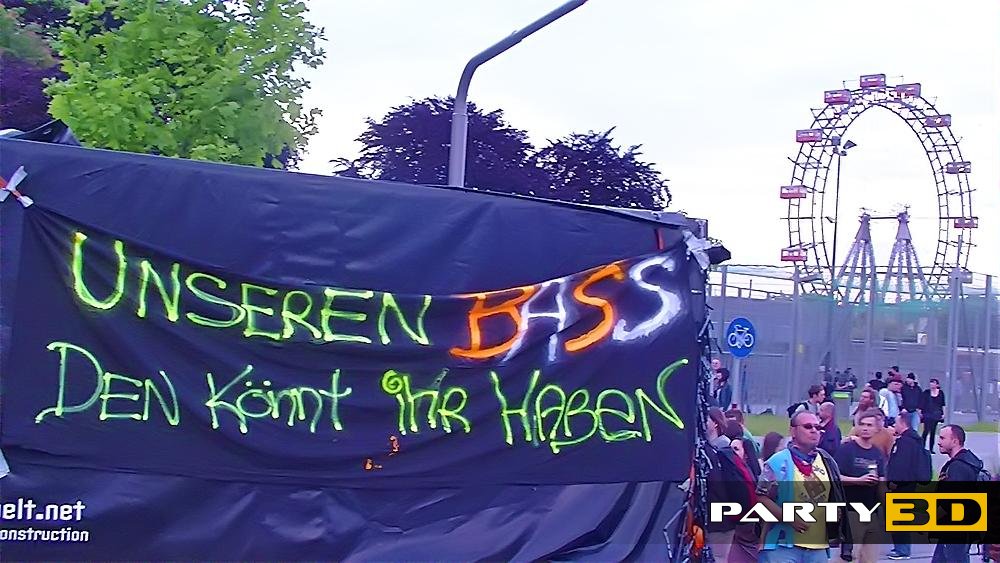 UNSEREN BASS
DEN Könnt ihr HABEN
elt.net
onstruction
PARTY 3D